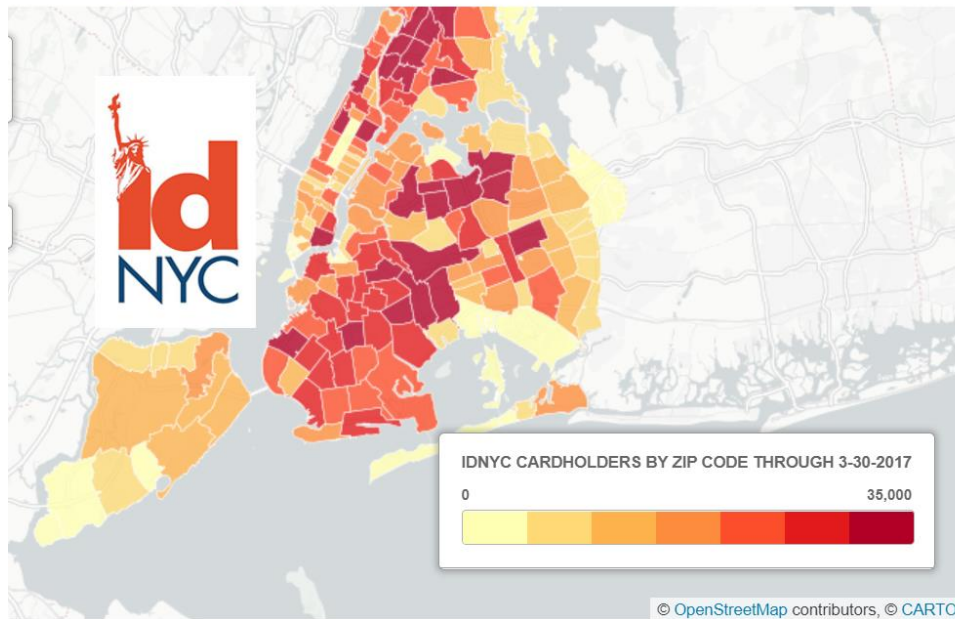 id
NYC
IDNYC CARDHOLDERS BY ZIP CODE THROUGH 3-30-2017
0 35,000
© OpenStreetMap contributors, © CARTO